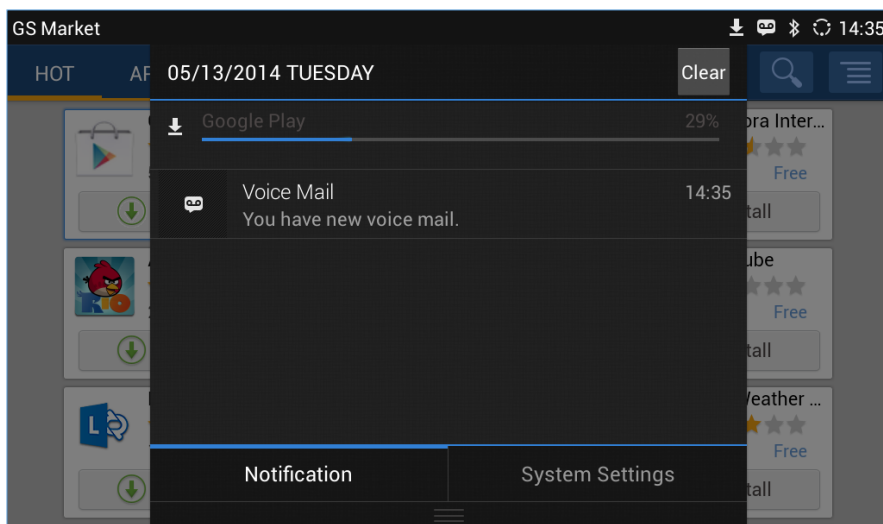 GS Market
14:35
HOT
05/13/2014 TUESDAY
Clear
Google Play
29%
Voice Mail
14:35
You have new voice mail.
Free
Free
Free
Notification
System Settings